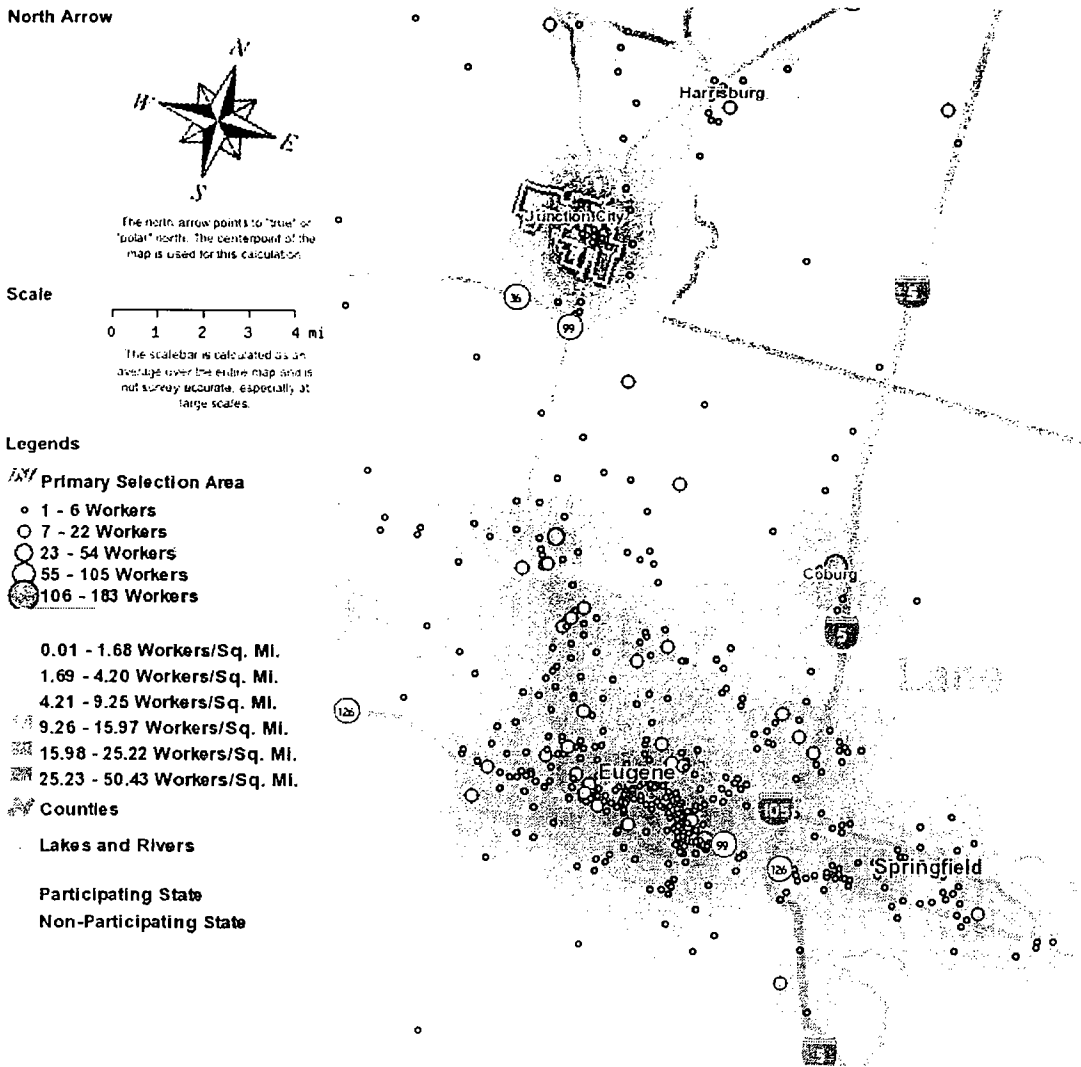 North Arrow
N
W
E
S
The north arrow points to "true" or
"polar" north. The centerpoint of the
map is used for this calculation
Scale
0 1 2 3 4 mi
The scalebar is calculated as an
average over the entire map and is
not survey accurate, especially at
large scales.
Legends
Primary Selection Area
1 - 6 Workers
7 - 22 Workers
23 - 54 Workers
55 - 105 Workers
106 - 183 Workers
0.01 - 1.68 Workers/Sq. Mi.
1.69 - 4.20 Workers/Sq. Mi.
4.21 - 9.25 Workers/Sq. Mi.
9.26 - 15.97 Workers/Sq. Mi.
15.98 - 25.22 Workers/Sq. Mi.
25.23 - 50.43 Workers/Sq. Mi.
Counties
Lakes and Rivers
Participating State
Non-Participating State
Harrisburg
Junction City
36
99
Coburg
5
Lane
126
Eugene
105
99
126
Springfield